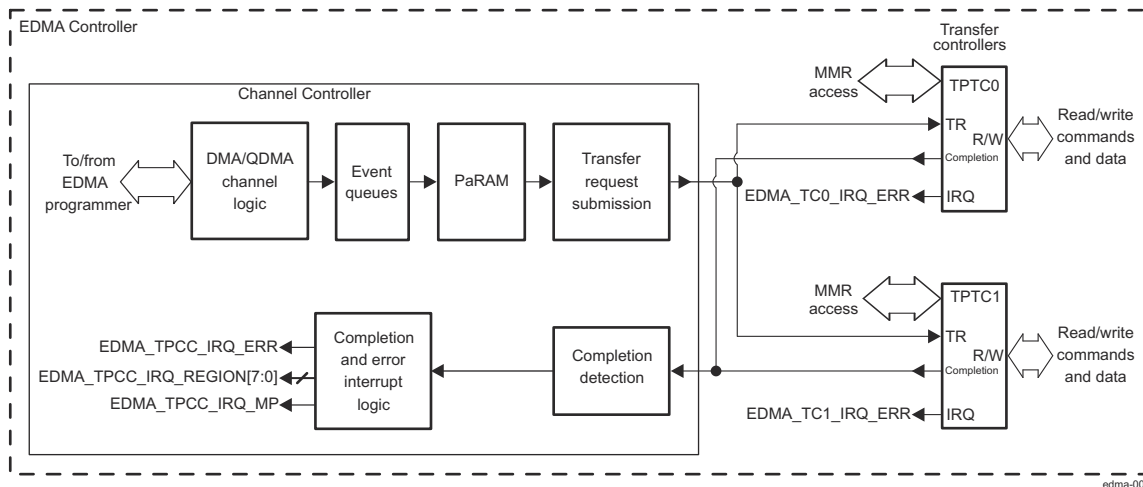 EDMA Controller
Transfer
controllers
Channel Controller
MMR
access
TPTC0
TR
R/W
Completion
IRQ
Read/write
commands
and data
To/from
EDMA
programmer
DMA/QDMA
channel
logic
Event
queues
PaRAM
Transfer
request
submission
EDMA_TC0_IRQ_ERR
MMR
access
TPTC1
TR
R/W
Completion
IRQ
Read/write
commands
and data
EDMA_TPCC_IRQ_ERR
EDMA_TPCC_IRQ_REGION[7:0]
EDMA_TPCC_IRQ_MP
Completion
and error
interrupt
logic
Completion
detection
EDMA_TC1_IRQ_ERR